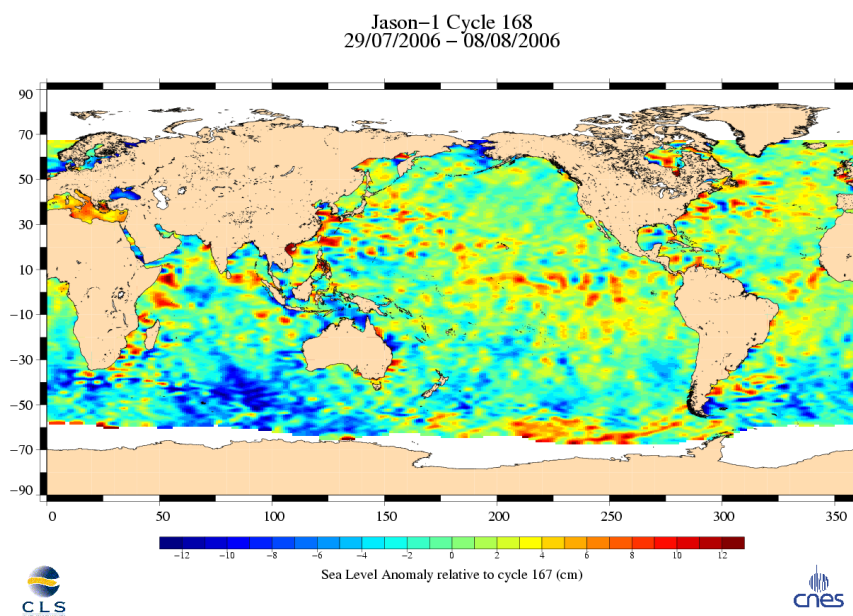 Jason-1 Cycle 168
29/07/2006 - 08/08/2006
90
70
50
30
10
−10
−30
−50
−70
−90
0 50 100 150 200 250 300 350
−12 −10 −8 −6 −4 −2 0 2 4 6 8 10 12
Sea Level Anomaly relative to cycle 167 (cm)
CLS
cnes